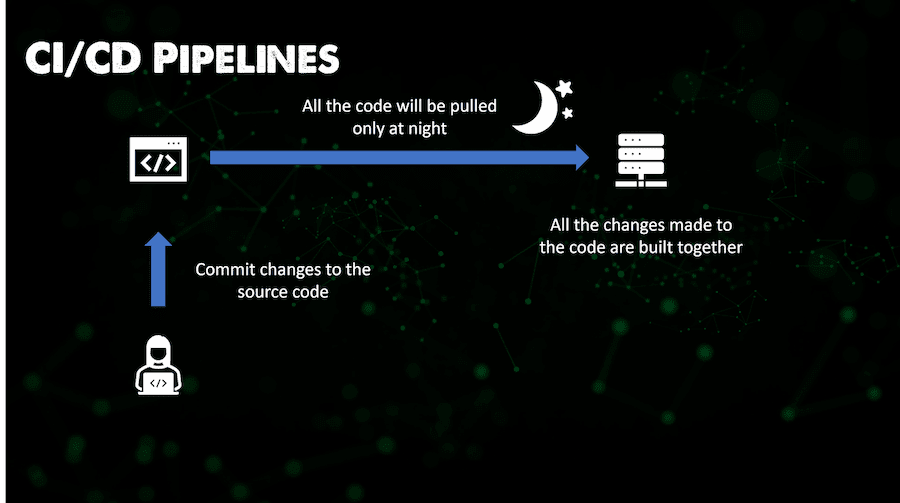 CI/CD PIPELINES
All the code will be pulled
only at night
</>
All the changes made to
the code are built together
Commit changes to the
source code
</>